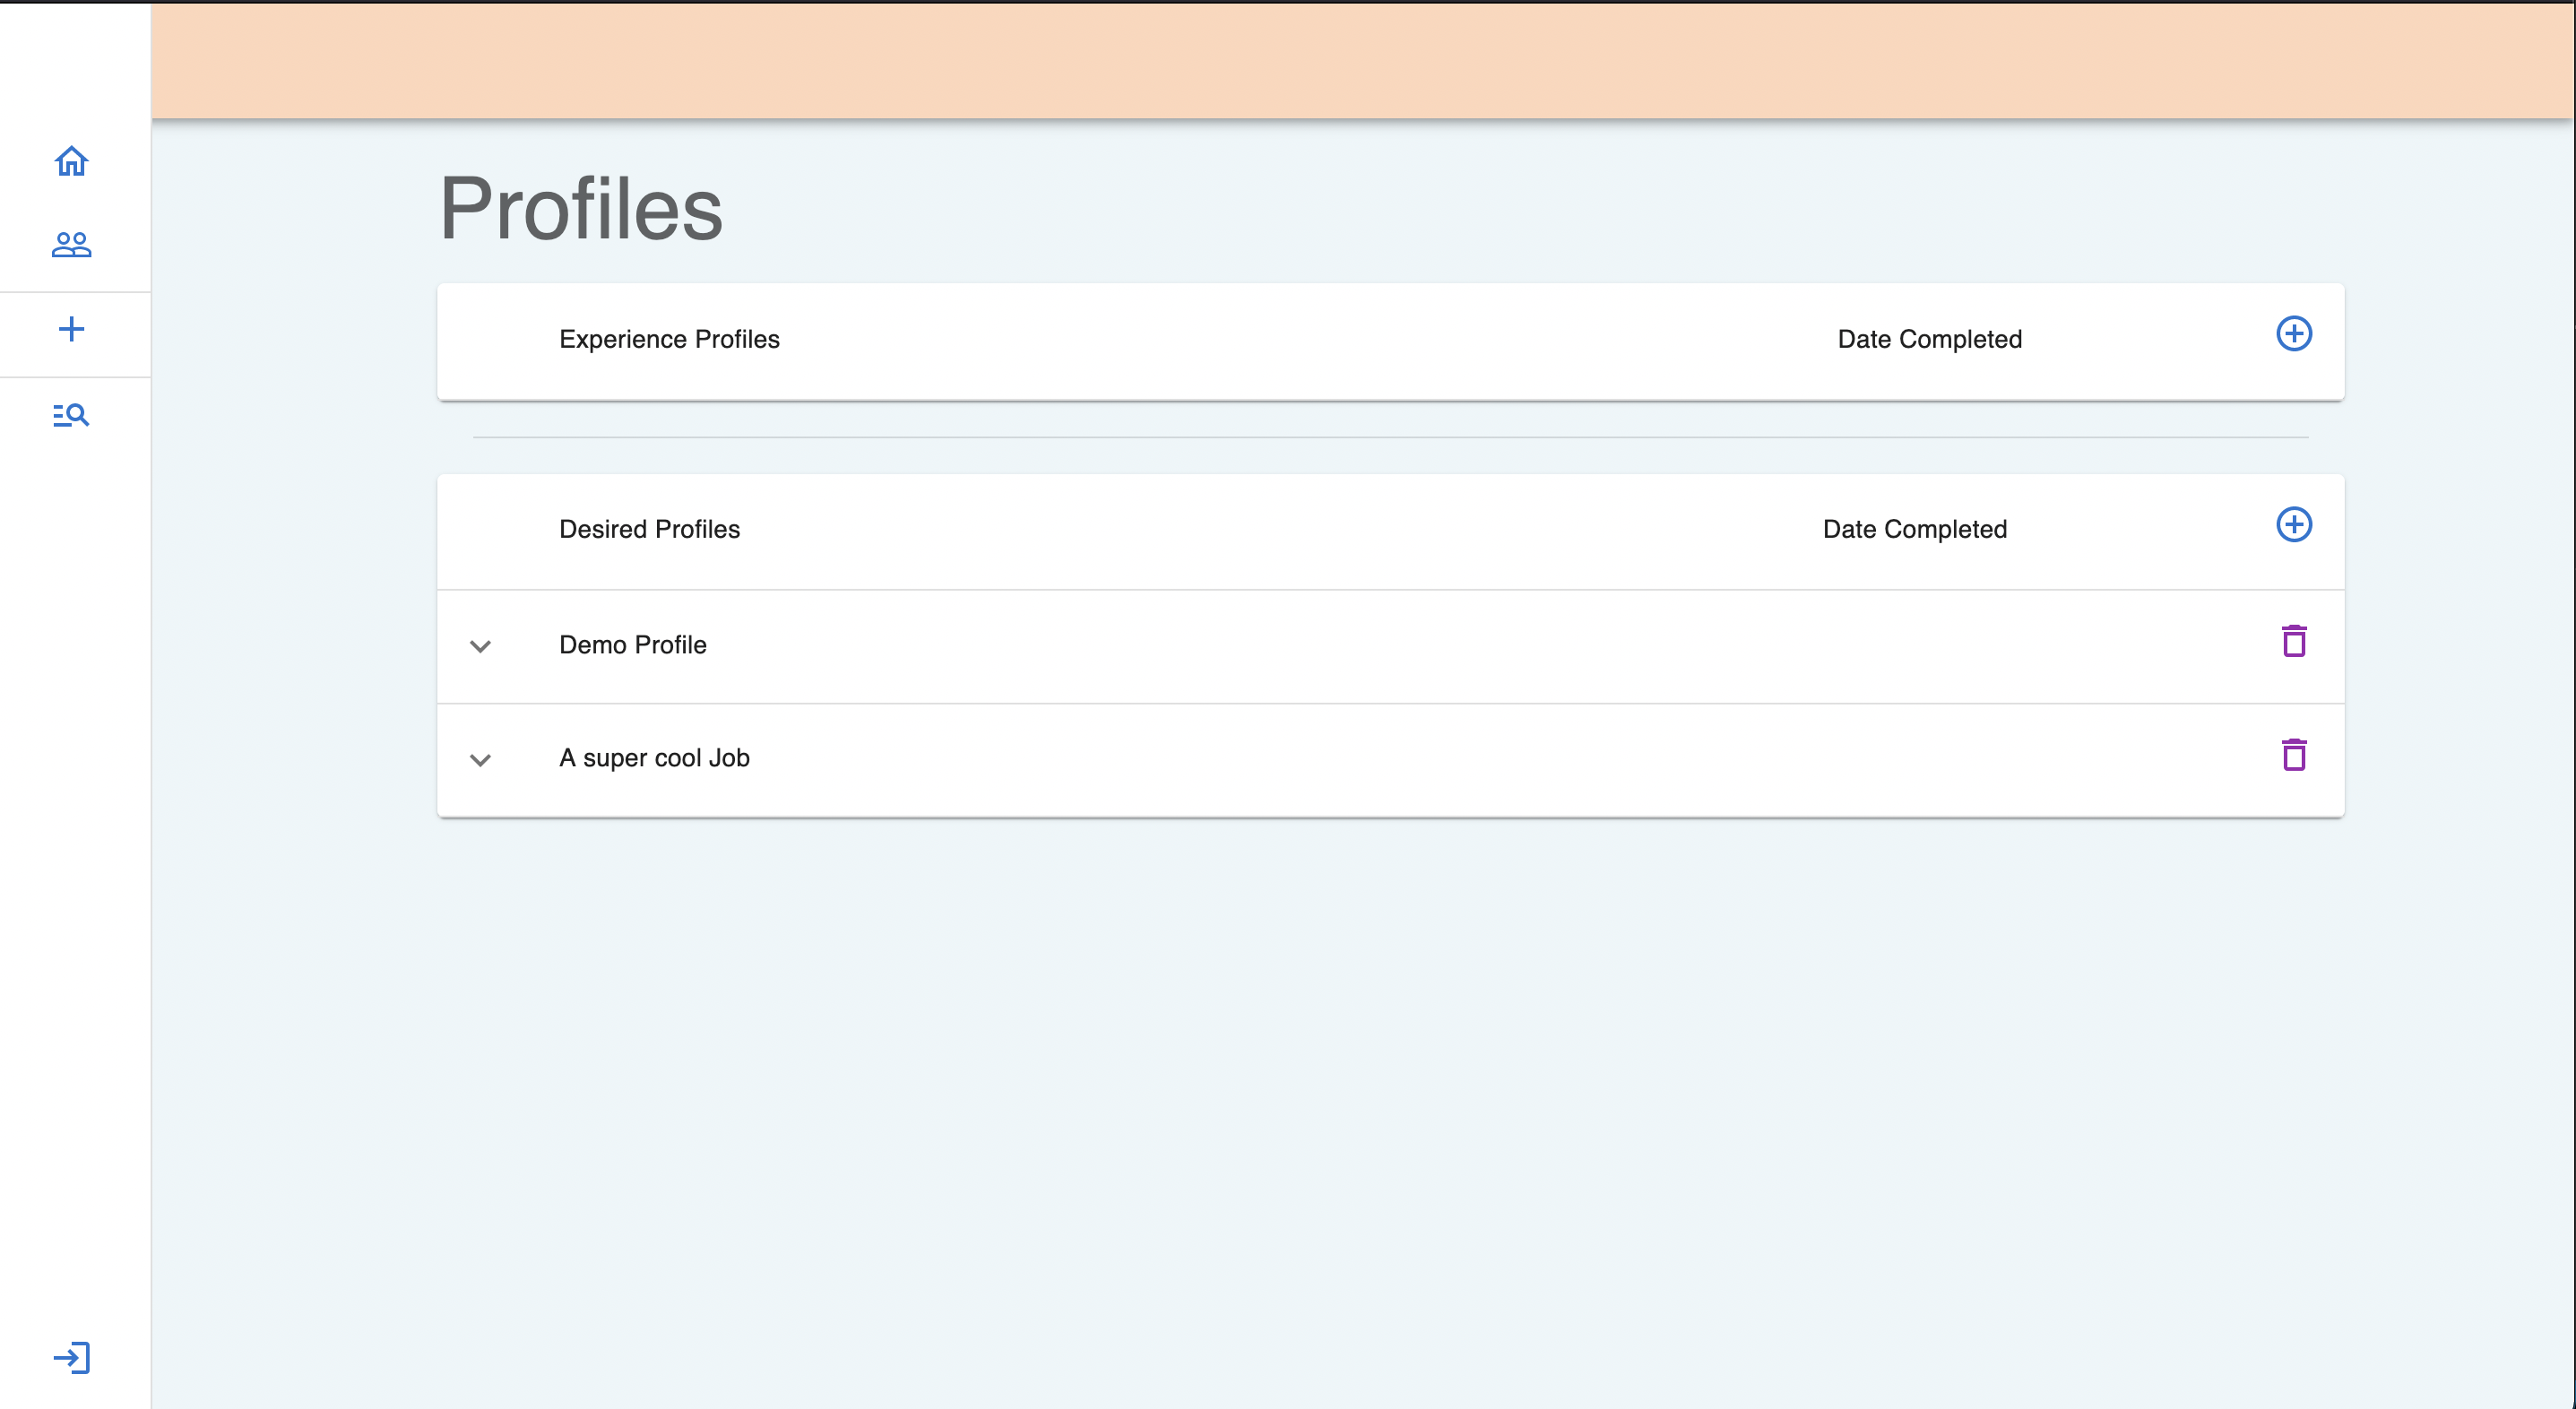 Profiles
Experience Profiles Date Completed
Desired Profiles Date Completed
Demo Profile
A super cool Job